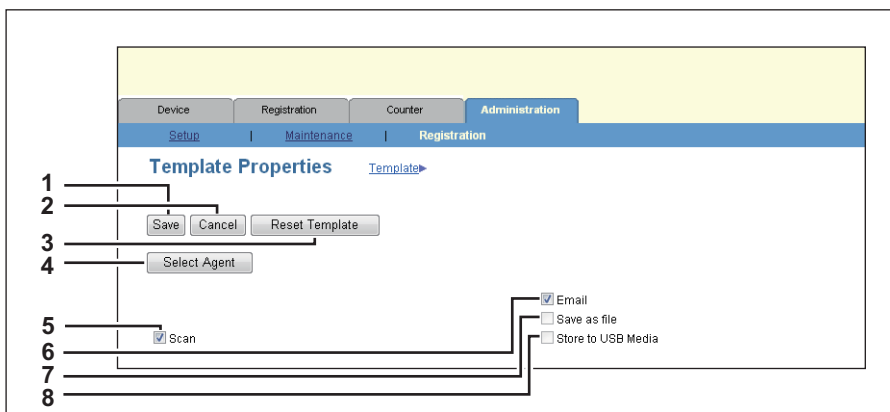 Device Registration Counter Administration
Setup | Maintenance | Registration
Template Properties Template
1
2
Save Cancel Reset Template
3
4 Select Agent
Email
5 Save as file
Scan Store to USB Media
6
7
8